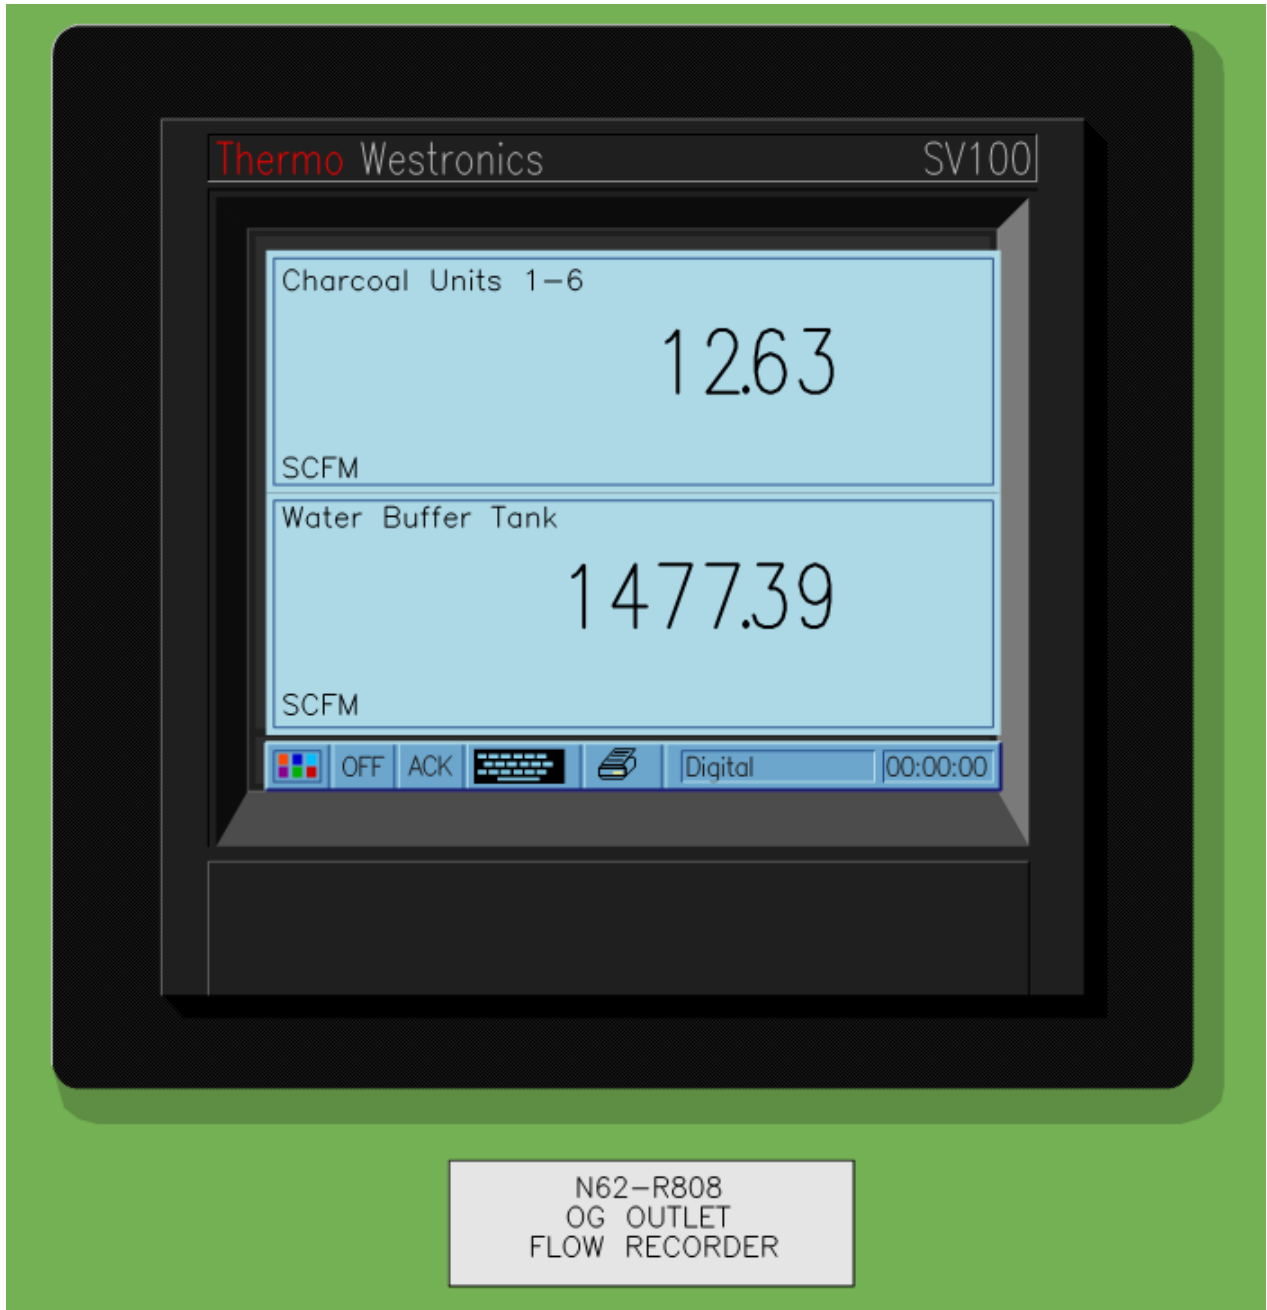 Thermo Westronics SV100
Charcoal Units 1-6
12.63
SCFM
Water Buffer Tank
1477.39
SCFM
OFF ACK Digital 00:00:00
N62-R808
OG OUTLET
FLOW RECORDER